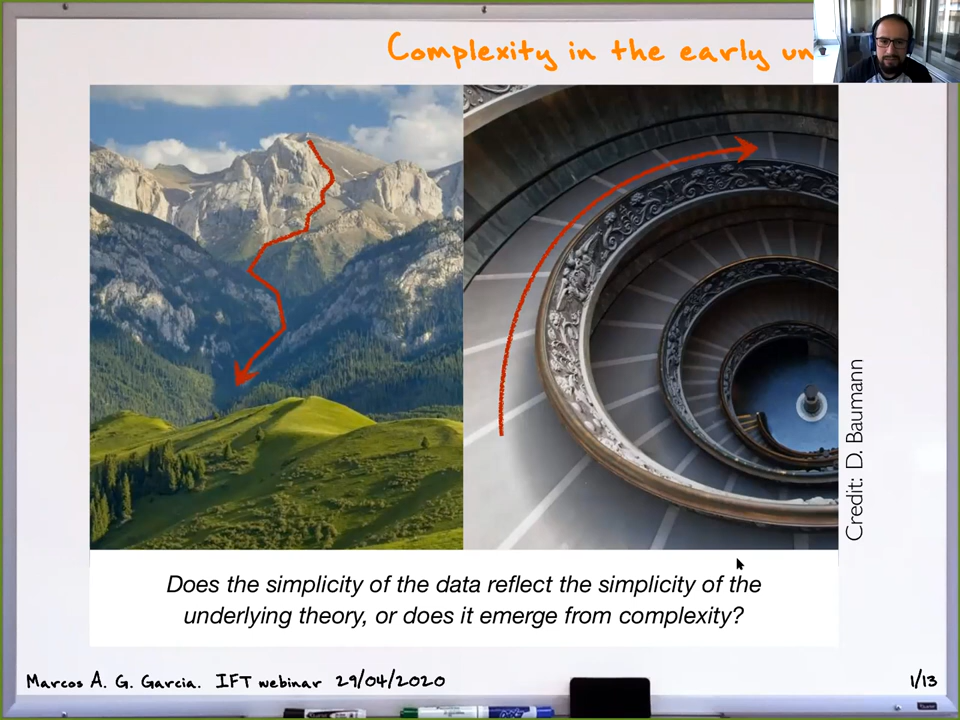 Complexity in the early un
Credit: D. Baumann
Does the simplicity of the data reflect the simplicity of the
underlying theory, or does it emerge from complexity?
Marcos A. G. Garcia. IFT webinar 29/04/2020
1/13